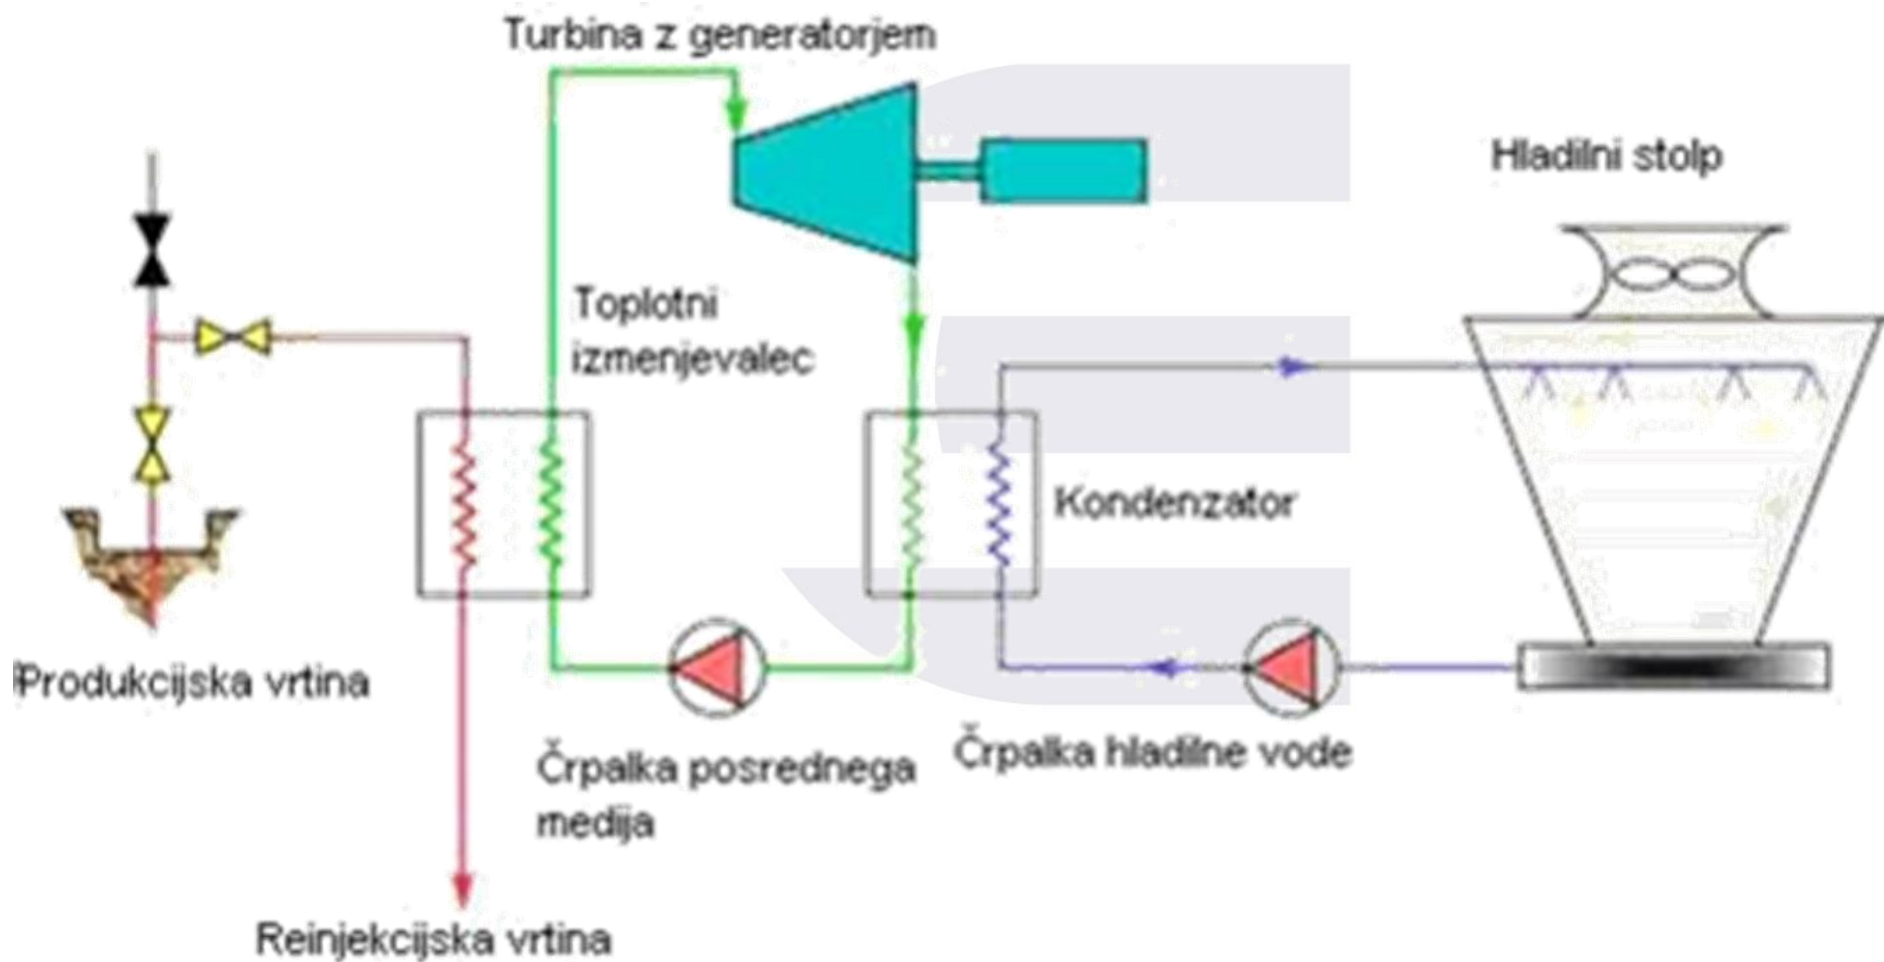 Turbina z generatorjem
Hladilni stolp
Toplotni
izmenjevalec
Kondenzator
Produkcijska vrtina
Črpalka posrednega
medija
Črpalka hladilne vode
Reinjekcijska vrtina